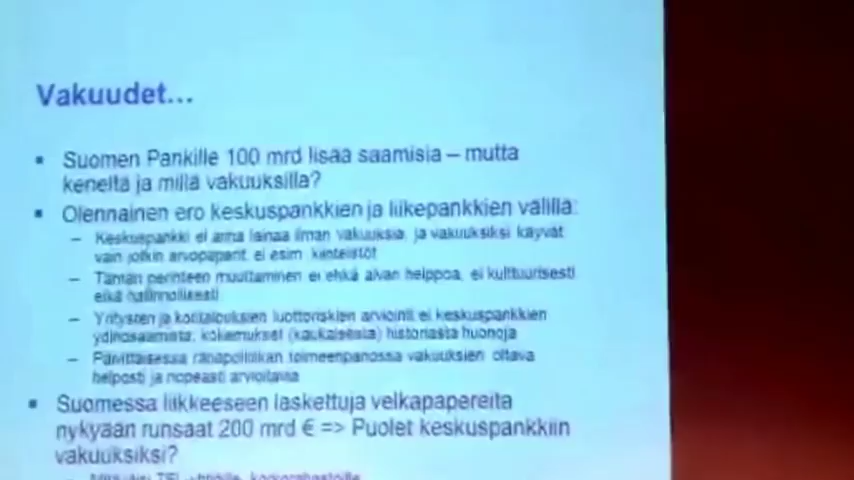 Vakuudet...
▪ Suomen Pankille 100 mrd lisää saamisia – mutta
keneltä ja millä vakuuksilla?
▪ Olennainen ero keskuspankkien ja liikepankkien välillä:
– Keskuspankki ei anna lainaa ilman vakuuksia, ja vakuuksiksi käyvät
vain jotkin arvopaperit, ei esim. kiinteistöt
– Tämän perinteen muuttaminen ei ehkä aivan helppoa, ei kulttuurisesti
eikä hallinnollisesti
– Yritysten ja kotitalouksien luottoriskien arviointi ei keskuspankkien
ydinosaamista, kokemukset (kaukaisesta) historiasta huonoja
– Päivittäisessä rahapolitiikan toimeenpanossa vakuuksien oltava
helposti ja nopeasti arvioitavia
▪ Suomessa liikkeeseen laskettuja velkapapereita
nykyään runsaat 200 mrd € => Puolet keskuspankkiin
vakuuksiksi?